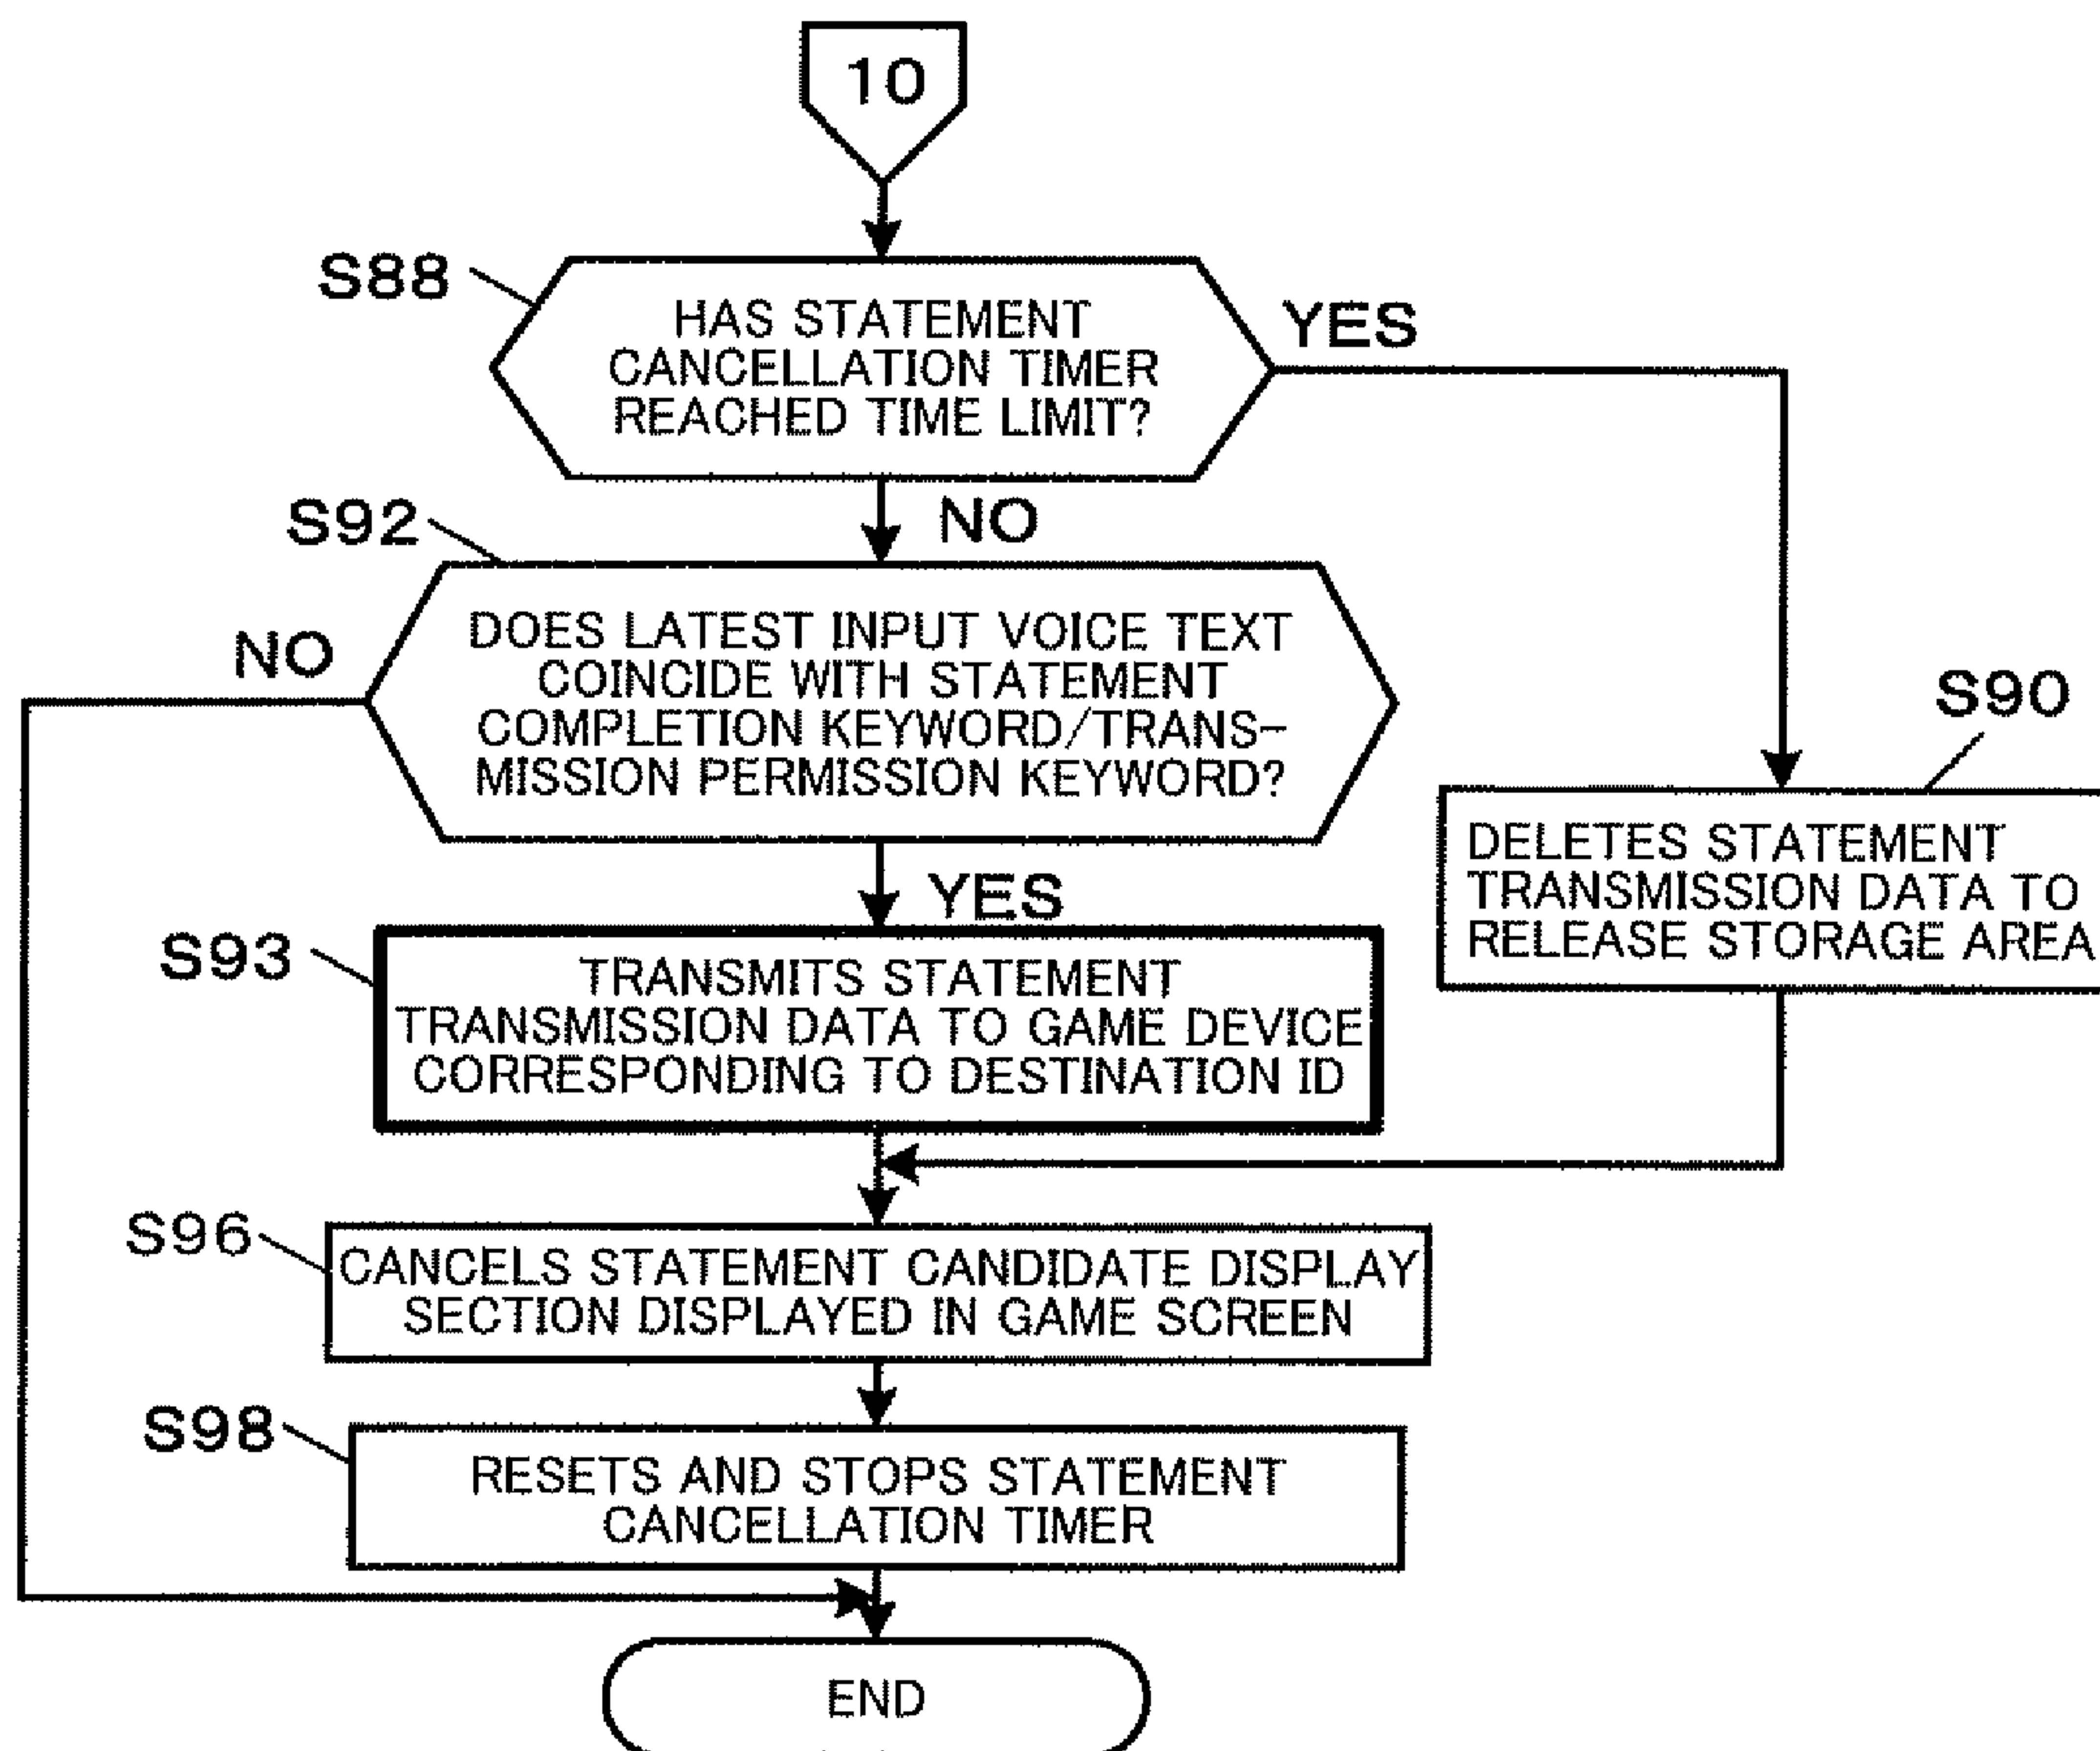 10
S88
HAS STATEMENT
CANCELLATION TIMER
REACHED TIME LIMIT?
YES
NO
S92
DOES LATEST INPUT VOICE TEXT
COINCIDE WITH STATEMENT
COMPLETION KEYWORD/TRANS-
MISSION PERMISSION KEYWORD?
NO
YES
S90
DELETES STATEMENT
TRANSMISSION DATA TO
RELEASE STORAGE AREA
S93
TRANSMITS STATEMENT
TRANSMISSION DATA TO GAME DEVICE
CORRESPONDING TO DESTINATION ID
S96
CANCELS STATEMENT CANDIDATE DISPLAY
SECTION DISPLAYED IN GAME SCREEN
S98
RESETS AND STOPS STATEMENT
CANCELLATION TIMER
END